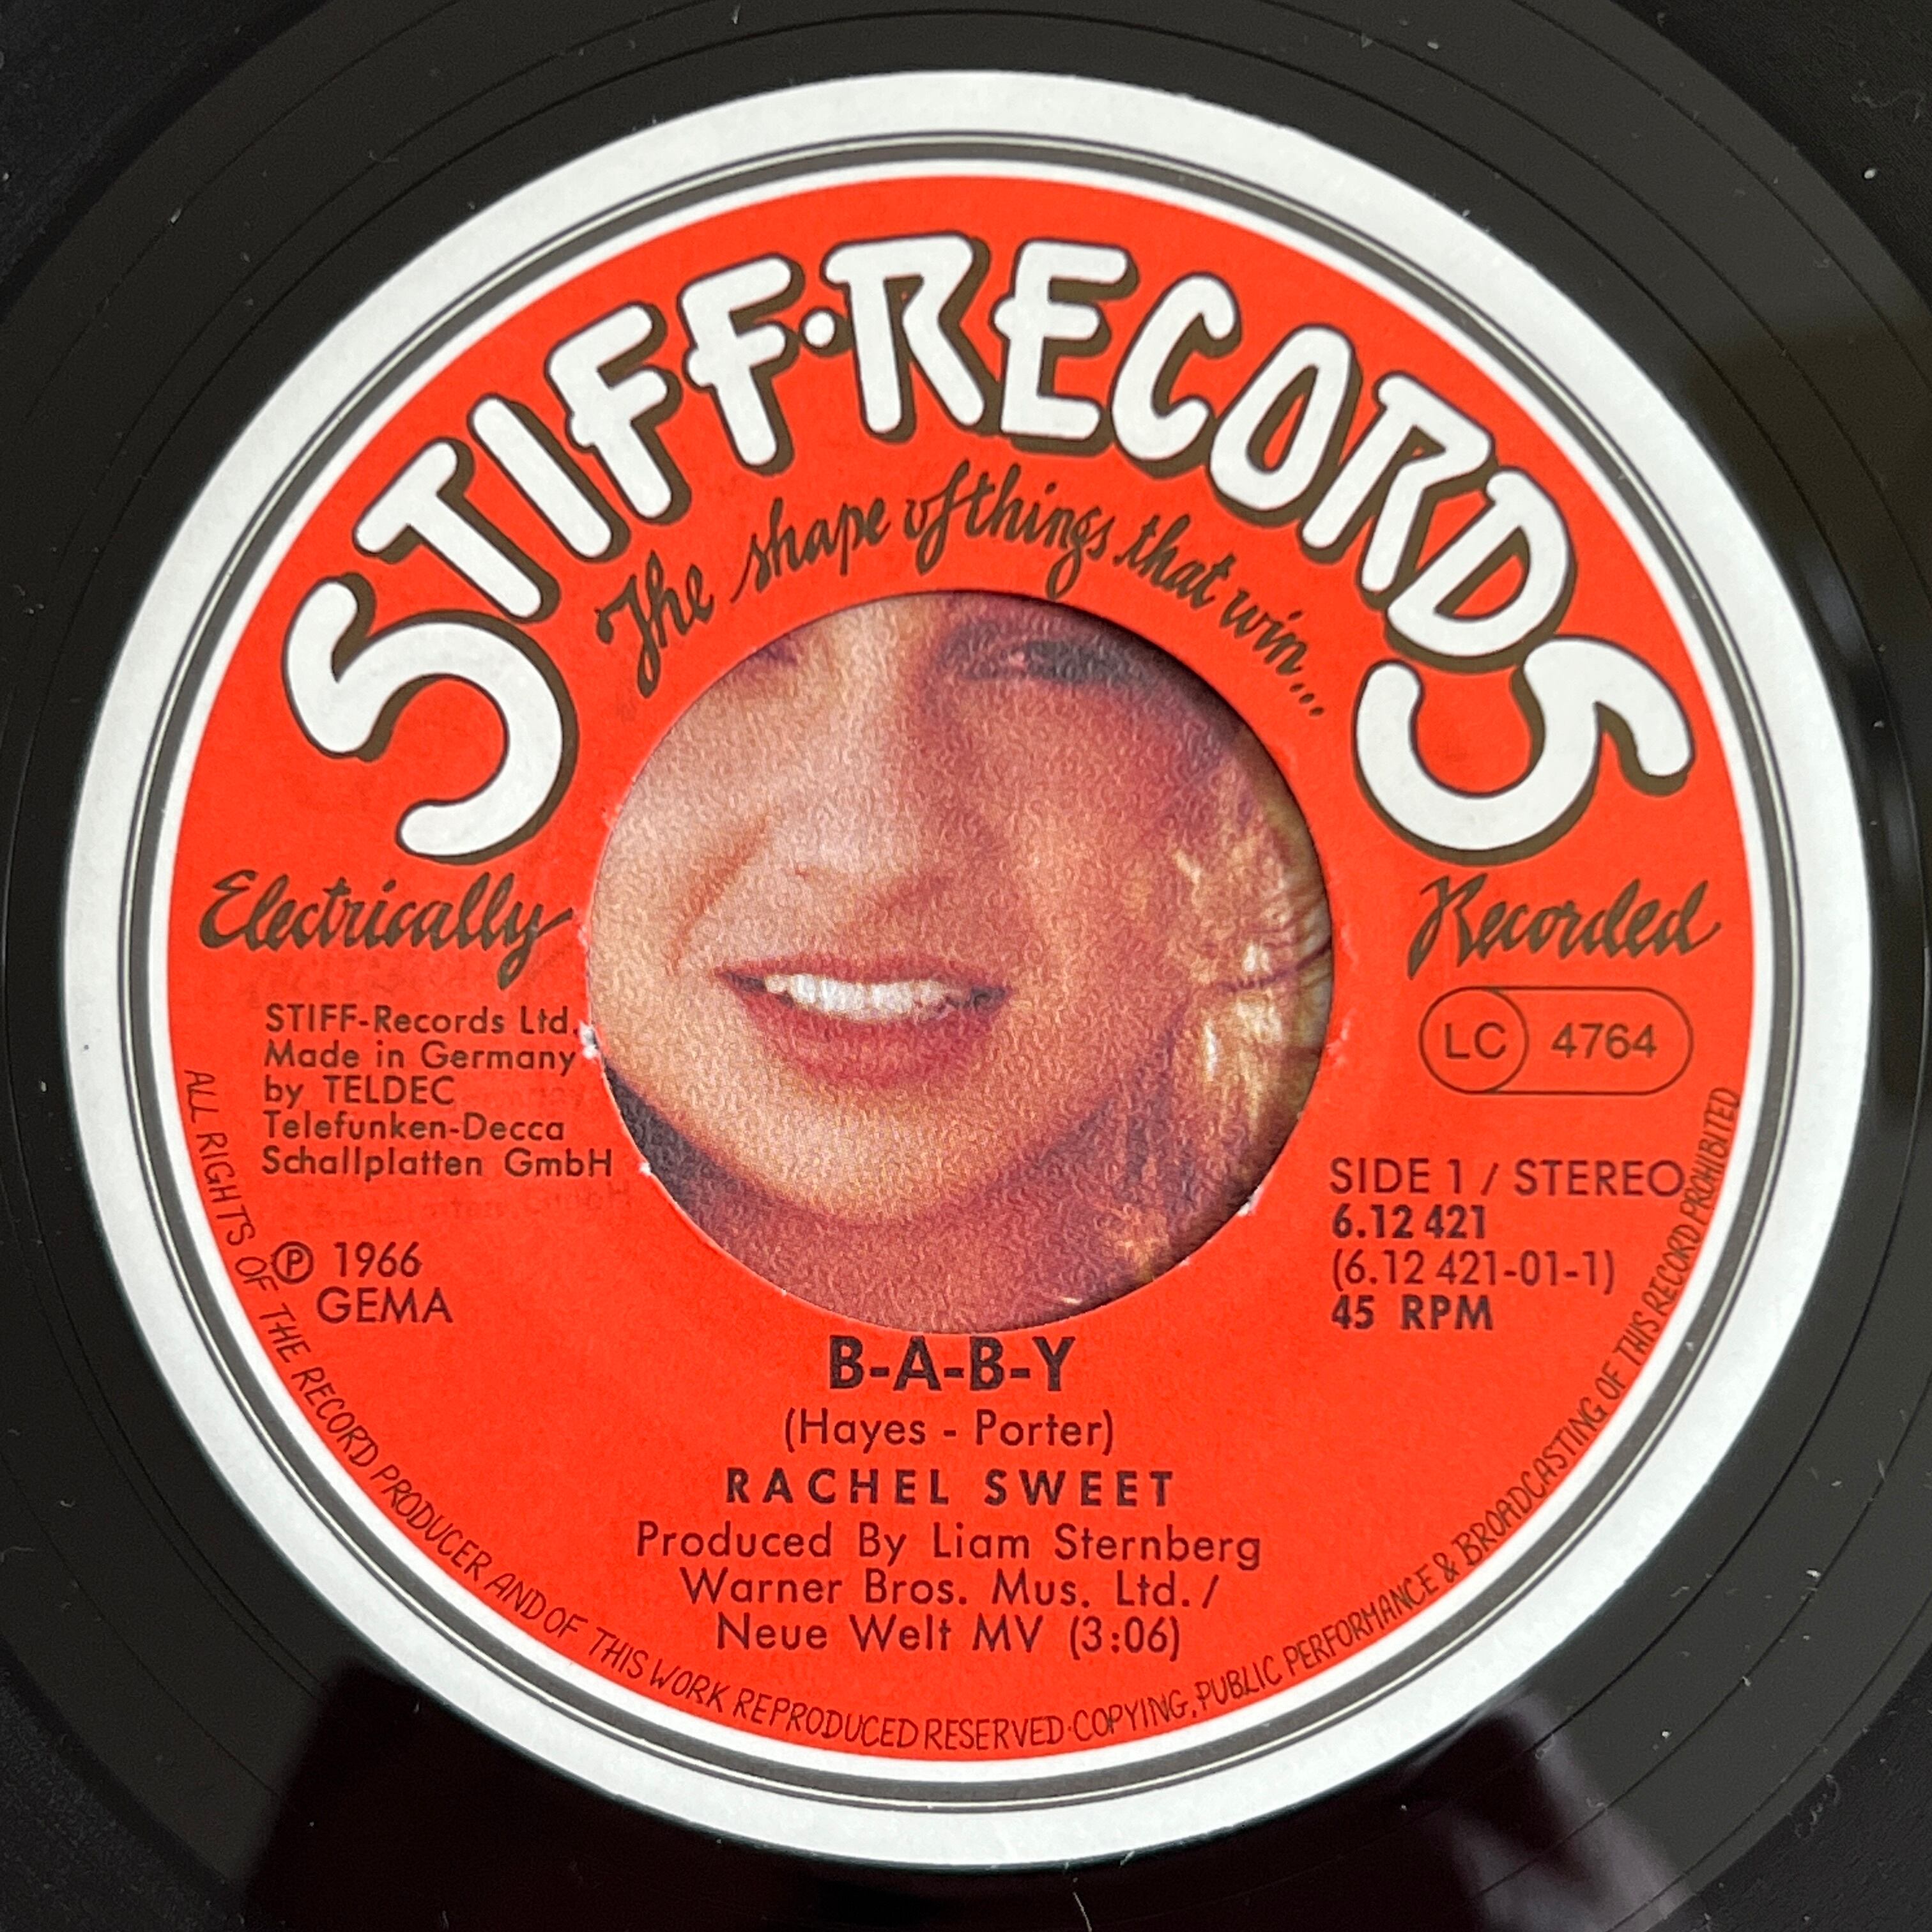 STIFF·RECORDS
The shape of things that win...
Electrically
Recorded
STIFF-Records Ltd.
Made in Germany
by TELDEC
Telefunken-Decca
Schallplatten GmbH
LC 4764
℗ 1966
GEMA
SIDE 1 / STEREO
6.12 421
(6.12 421-01-1)
45 RPM
B-A-B-Y
(Hayes - Porter)
RACHEL SWEET
Produced By Liam Sternberg
Warner Bros. Mus. Ltd. /
Neue Welt MV (3:06)
ALL RIGHTS OF THE RECORD PRODUCER AND OF THIS WORK REPRODUCED RESERVED·COPYING, PUBLIC PERFORMANCE & BROADCASTING OF THIS RECORD PROHIBITED